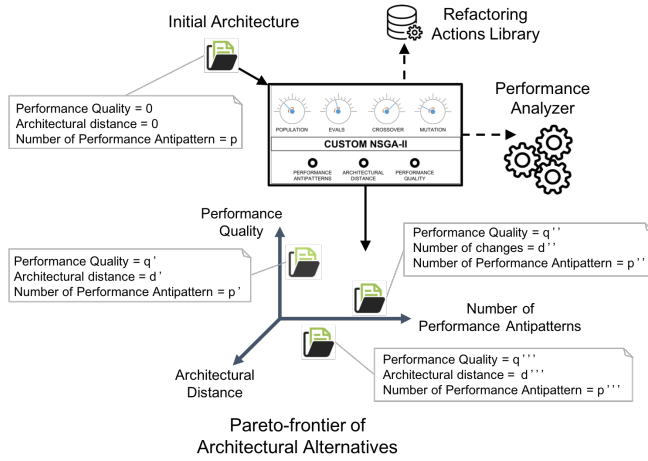 Initial Architecture
Refactoring
Actions Library
Performance Quality = 0
Architectural distance = 0
Number of Performance Antipattern = p
Performance
Analyzer
POPULATION
EVALS
CROSSOVER
MUTATION
CUSTOM NSGA-II
PERFORMANCE
ANTIPATTERNS
ARCHITECTURAL
DISTANCE
PERFORMANCE
QUALITY
Performance
Quality
Performance Quality = q'
Architectural distance = d'
Number of Performance Antipattern = p'
Performance Quality = q''
Number of changes = d''
Number of Performance Antipattern = p''
Number of
Performance Antipatterns
Architectural
Distance
Performance Quality = q'''
Architectural distance = d'''
Number of Performance Antipattern = p'''
Pareto-frontier of
Architectural Alternatives